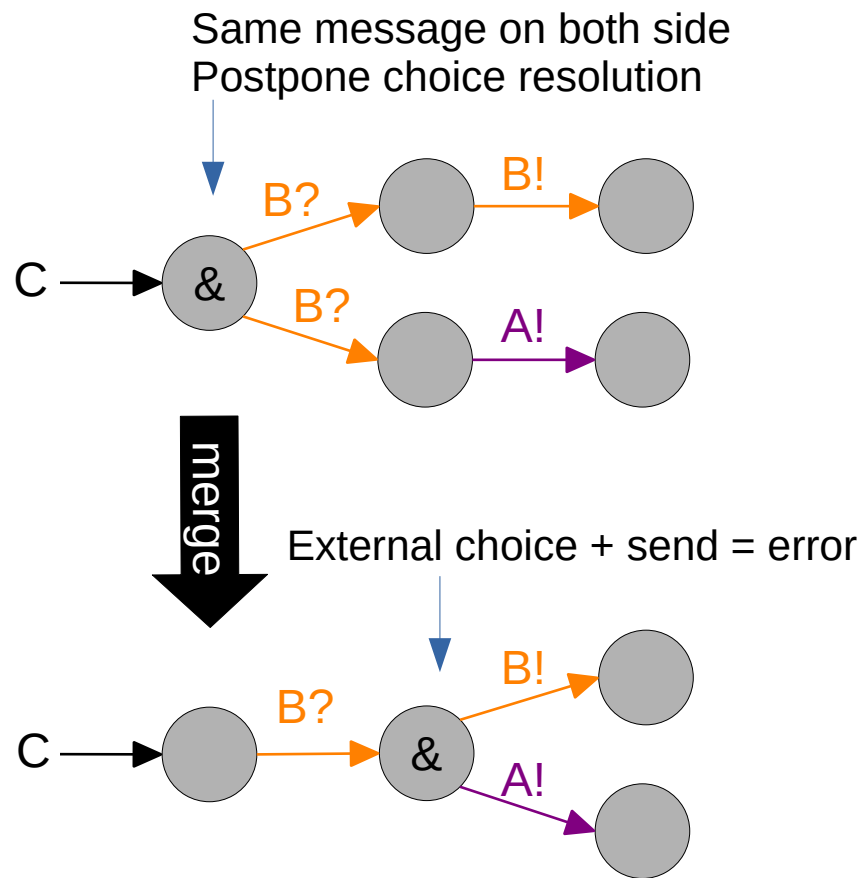 Same message on both side
Postpone choice resolution
B?
B!
C
&
B?
A!
merge
External choice + send = error
B?
B!
C
&
A!